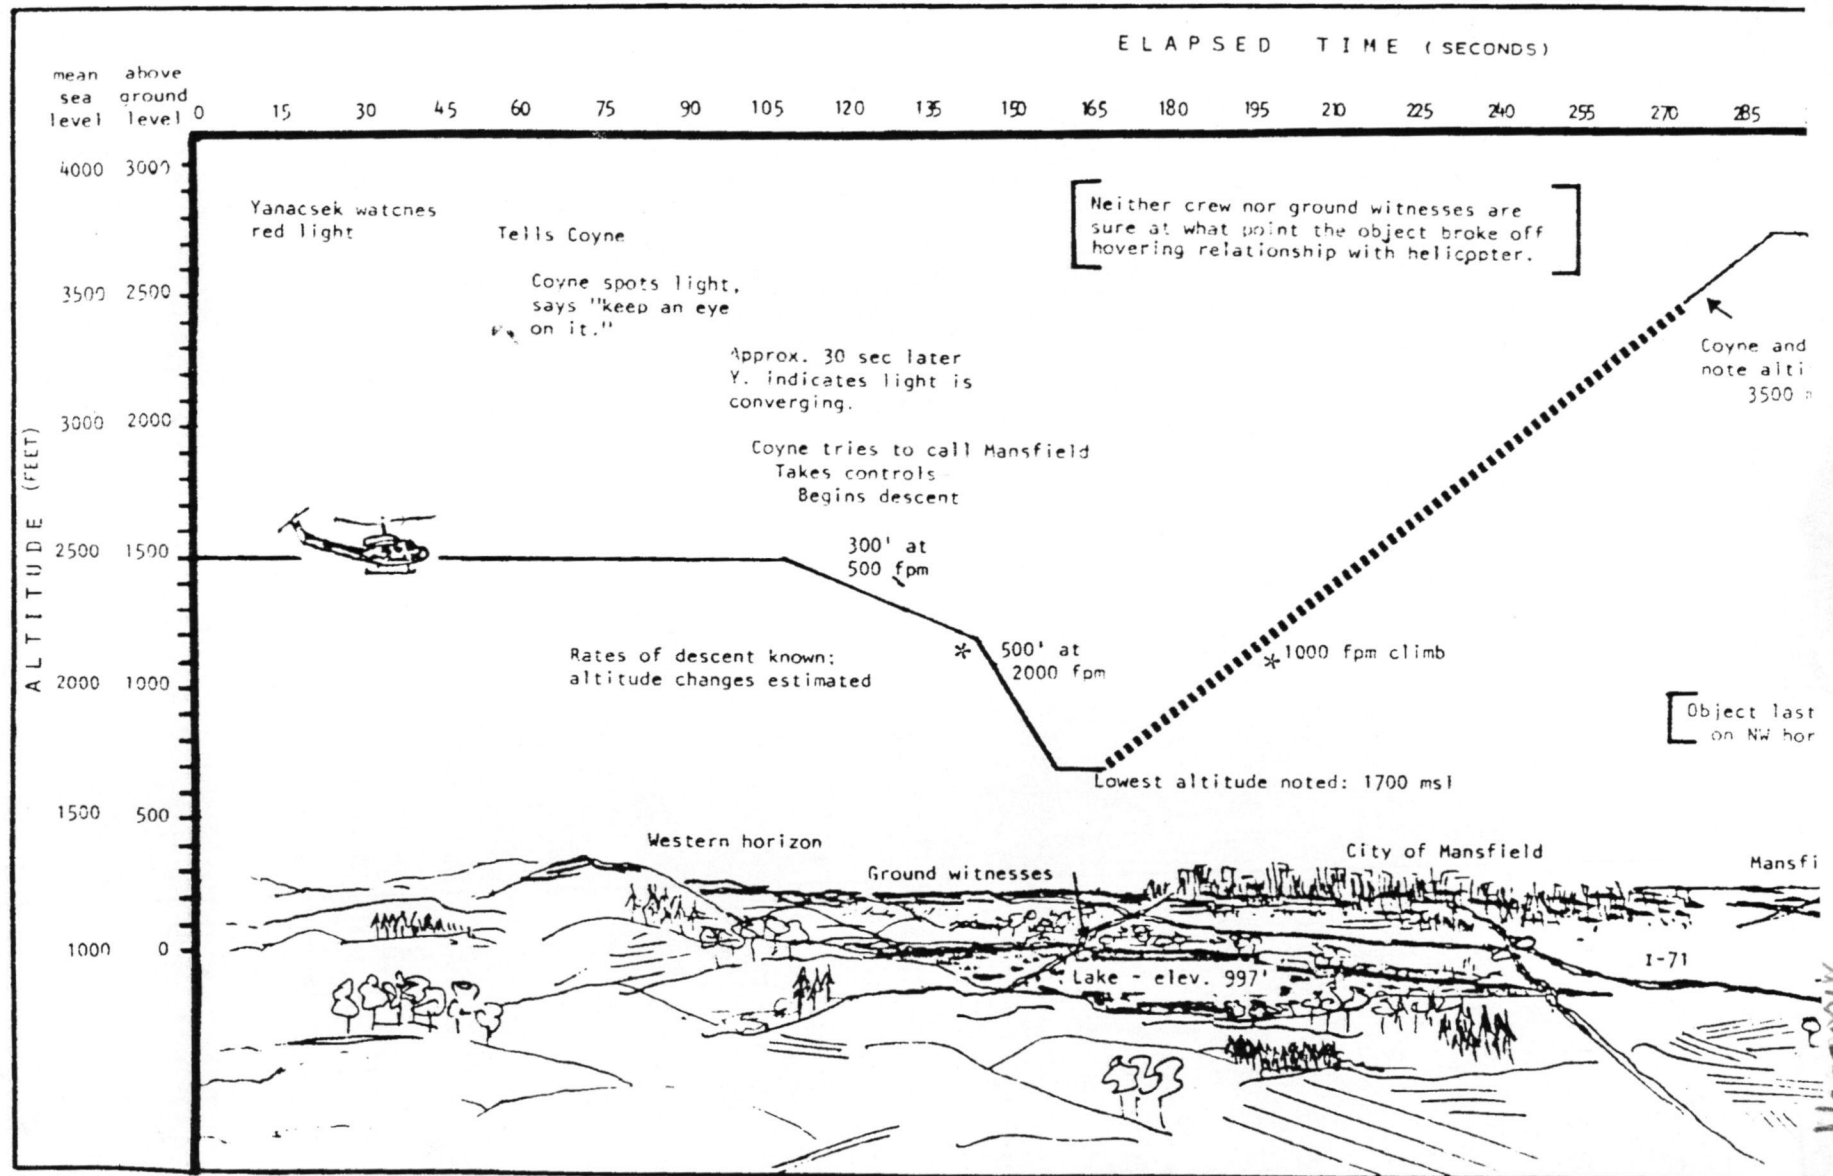 ELAPSED TIME (SECONDS)
mean sea level
above ground level
0 15 30 45 60 75 90 105 120 135 150 165 180 195 210 225 240 255 270 285
ALTITUDE (FEET)
4000 3000
3500 2500
3000 2000
2500 1500
2000 1000
1500 500
1000 0
Yanacsek watches
red light
Tells Coyne
Coyne spots light,
says "keep an eye
on it."
Approx. 30 sec later
Y. indicates light is
converging.
Coyne tries to call Mansfield
Takes controls
Begins descent
300' at
500 fpm
Rates of descent known:
altitude changes estimated
* 500' at
2000 fpm
[Neither crew nor ground witnesses are
sure at what point the object broke off
hovering relationship with helicopter.]
Coyne and
note alti
3500
* 1000 fpm climb
[Object last
on NW hor
Lowest altitude noted: 1700 msl
Western horizon
Ground witnesses
City of Mansfield
Mansfi
Lake - elev. 997'
I-71